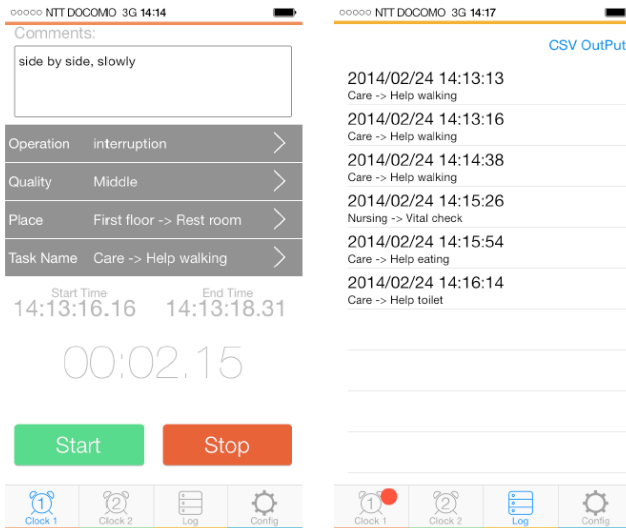 NTT DOCOMO 3G 14:14
Comments:
side by side, slowly
Operation interruption
Quality Middle
Place First floor -> Rest room
Task Name Care -> Help walking
Start Time End Time
14:13:16.16 14:13:18.31
00:02.15
Start Stop
1 2
Clock 1 Clock 2 Log Config
NTT DOCOMO 3G 14:17
CSV OutPut
2014/02/24 14:13:13
Care -> Help walking
2014/02/24 14:13:16
Care -> Help walking
2014/02/24 14:14:38
Care -> Help walking
2014/02/24 14:15:26
Nursing -> Vital check
2014/02/24 14:15:54
Care -> Help eating
2014/02/24 14:16:14
Care -> Help toilet
1 2
Clock 1 Clock 2 Log Config